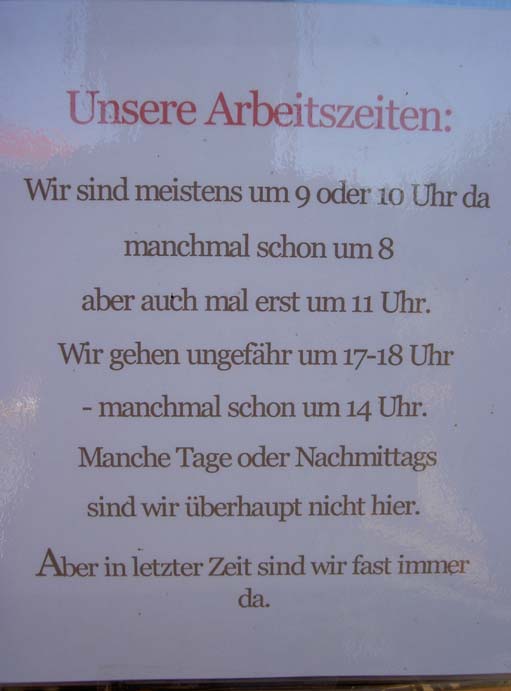 Unsere Arbeitszeiten:
Wir sind meistens um 9 oder 10 Uhr da
manchmal schon um 8
aber auch mal erst um 11 Uhr.
Wir gehen ungefähr um 17-18 Uhr
- manchmal schon um 14 Uhr.
Manche Tage oder Nachmittags
sind wir überhaupt nicht hier.
Aber in letzter Zeit sind wir fast immer
da.